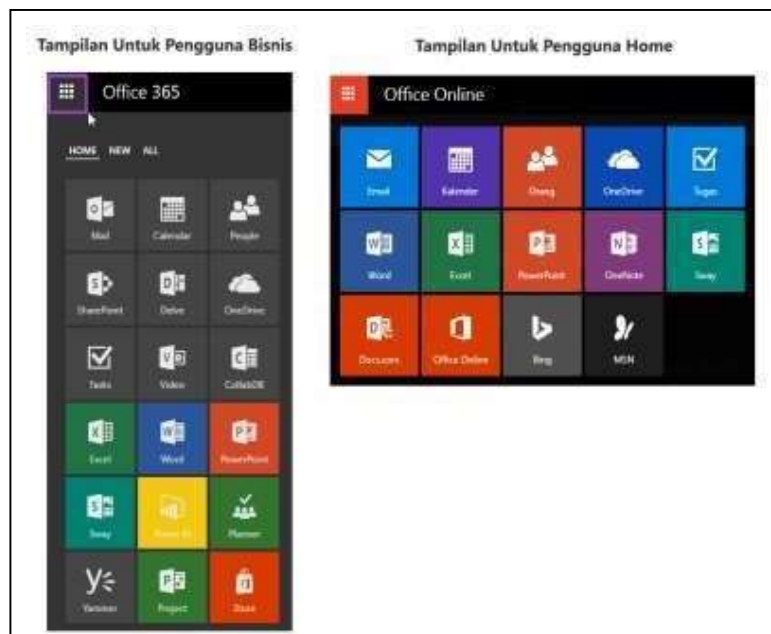 Tampilan Untuk Pengguna Bisnis
Office 365
HOME NEW ALL
Mail Calendar People
SharePoint Delve OneDrive
Tasks Video
Excel Word PowerPoint
Sway Planner
Yammer Project
Tampilan Untuk Pengguna Home
Office Online
Email Kalender Orang OneDrive Tugas
Word Excel PowerPoint OneNote Sway
Docs.com Office Online Bing MSN